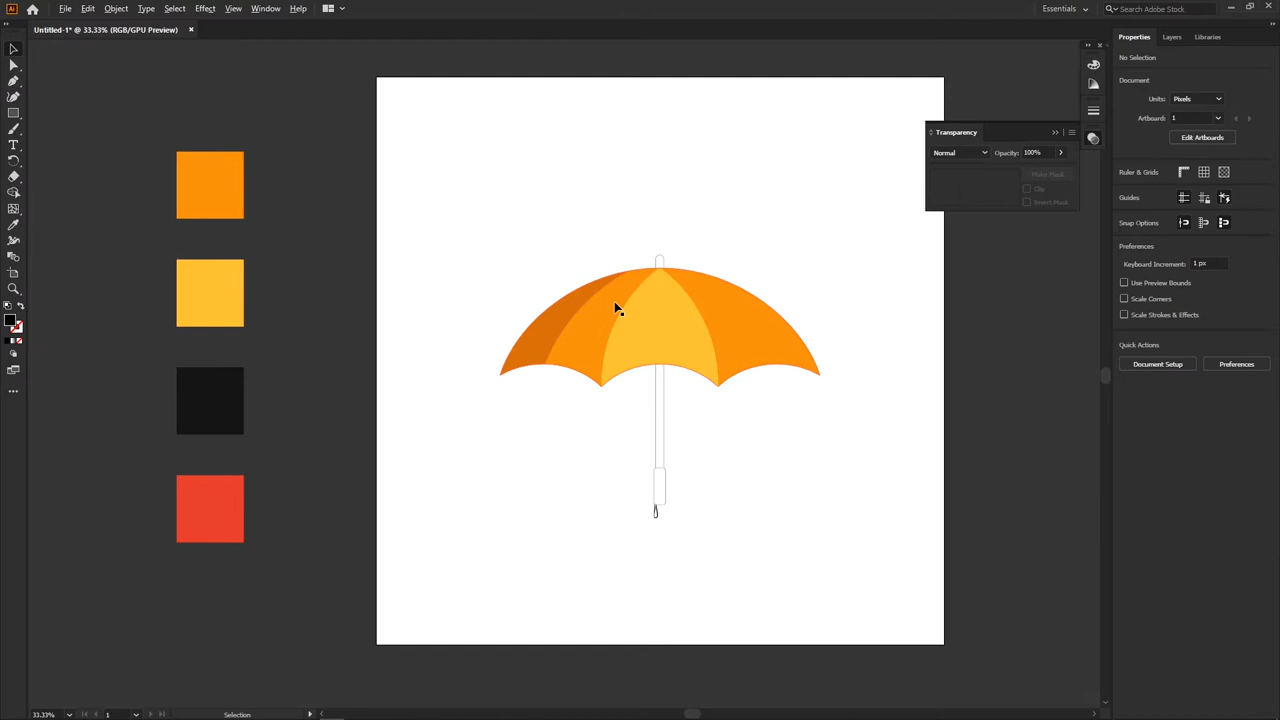 Ai File Edit Object Type Select Effect View Window Help Essentials Search Adobe Stock
Untitled-1* @ 33.33% (RGB/GPU Preview) ×
Properties Layers Libraries
No Selection
Document
Units: Pixels
Artboard: 1
Edit Artboards
Transparency
Normal Opacity: 100%
Make Mask
Clip
Invert Mask
Ruler & Grids
Guides
Snap Options
Preferences
Keyboard Increment: 1 px
Use Preview Bounds
Scale Corners
Scale Strokes & Effects
Quick Actions
Document Setup Preferences
33.33% 1 Selection